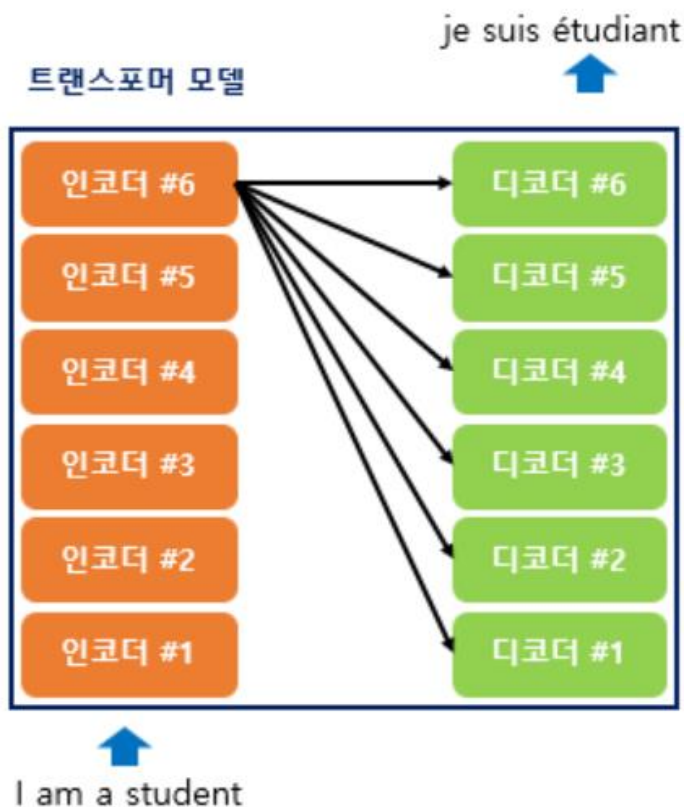 je suis étudiant
트랜스포머 모델
인코더 #6
디코더 #6
인코더 #5
디코더 #5
인코더 #4
디코더 #4
인코더 #3
디코더 #3
인코더 #2
디코더 #2
인코더 #1
디코더 #1
I am a student